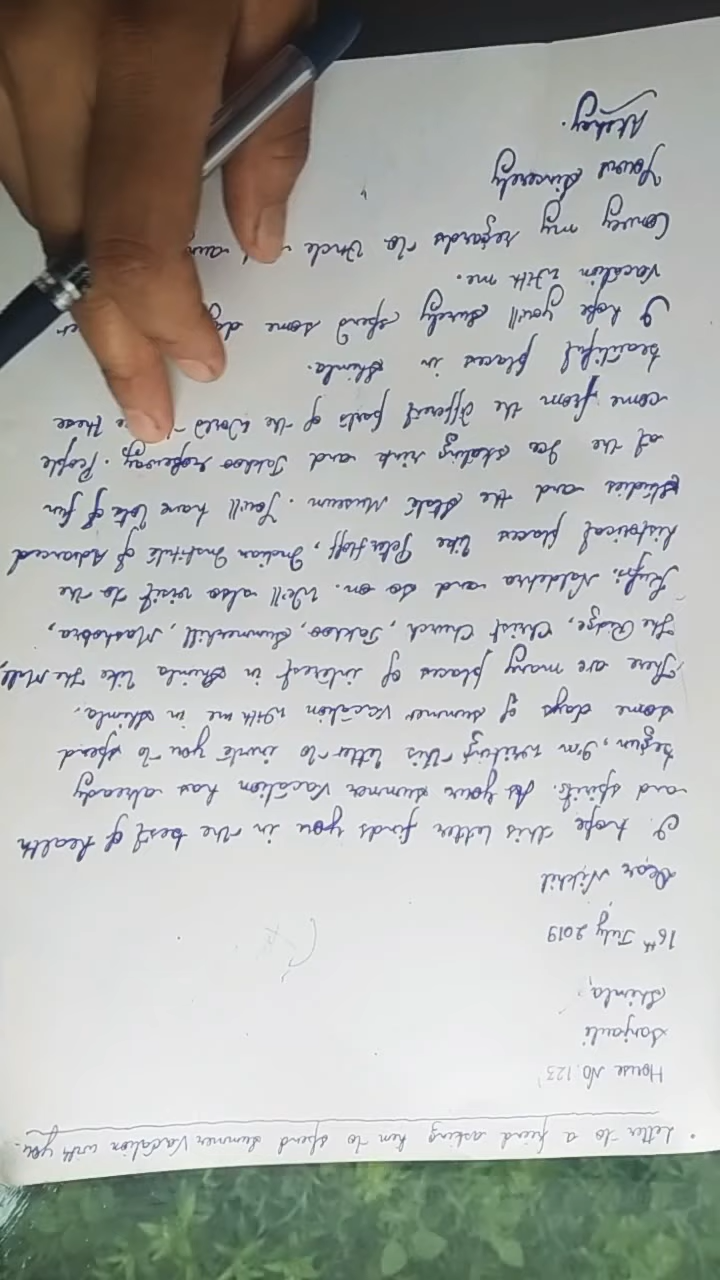 • Letter to a friend asking him to spend Summer Vacation with you.
House No. 123
Sanjauli
Shimla,
16th July 2019
Dear Nikhil
I hope this letter finds you in the best of health
and spirits. As your summer vacation has already
begun, I'm writing this letter to invite you to spend
some days of summer vacation with me in Shimla.
There are many places of interest in Shimla like The Mall,
The Ridge, Christ Church, Jakhoo, Summerhill, Mashobra,
Kufri, Naldehra and so on. We'll also visit to the
historical places like Peterhoff, Indian Institute of Advanced
Studies and the State Museum. You'll have lots of fun
at the Ice skating rink and Jakhoo ropeway. People
come from the different parts of the World these
beautiful places in Shimla.
I hope you'll surely spend some
vacation with me.
Convey my regards to Uncle
Yours Sincerely
Akshay.